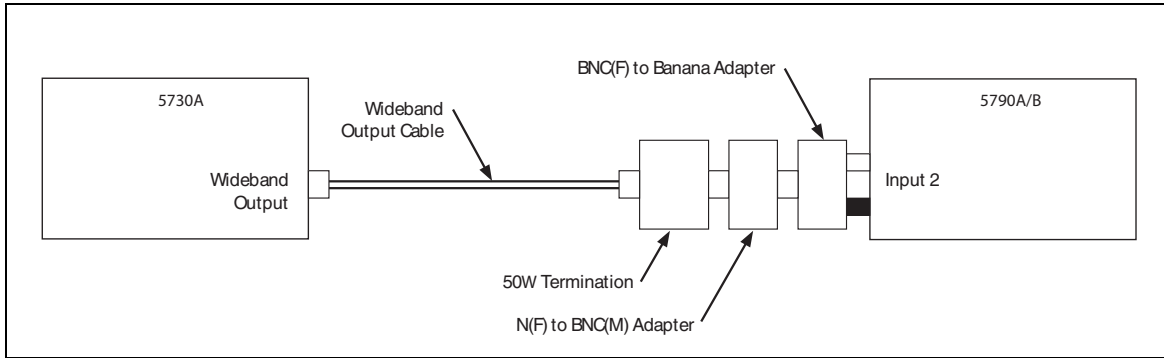 BNC(F) to Banana Adapter
5730A
5790A/B
Wideband
Output Cable
Wideband
Output
Input 2
50W Termination
N(F) to BNC(M) Adapter